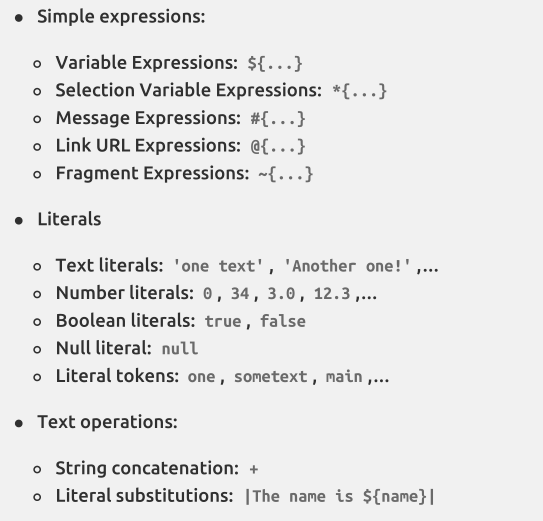 Simple expressions:
Variable Expressions: ${...}
Selection Variable Expressions: *{...}
Message Expressions: #{...}
Link URL Expressions: @{...}
Fragment Expressions: ~{...}
Literals
Text literals: 'one text' , 'Another one!' ,...
Number literals: 0 , 34 , 3.0 , 12.3 ,...
Boolean literals: true , false
Null literal: null
Literal tokens: one , sometext , main ,...
Text operations:
String concatenation: +
Literal substitutions: |The name is ${name}|